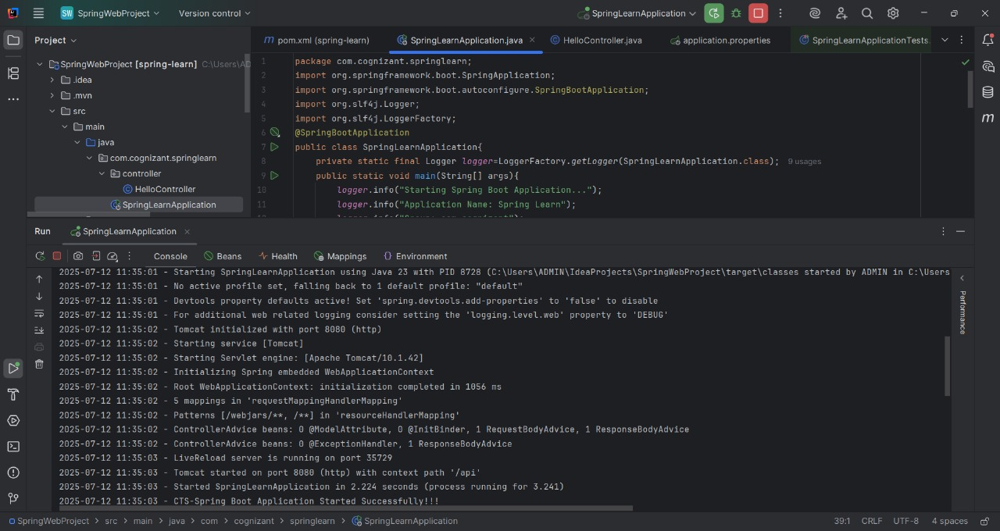 SW SpringWebProject Version control SpringLearnApplication
Project
pom.xml (spring-learn) SpringLearnApplication.java HelloController.java application.properties SpringLearnApplicationTests
SpringWebProject [spring-learn] C:\Users\AD
.idea
.mvn
src
main
java
com.cognizant.springlearn
controller
HelloController
SpringLearnApplication
1 package com.cognizant.springlearn;
2 import org.springframework.boot.SpringApplication;
3 import org.springframework.boot.autoconfigure.SpringBootApplication;
4 import org.slf4j.Logger;
5 import org.slf4j.LoggerFactory;
6 @SpringBootApplication
7 public class SpringLearnApplication{
8 private static final Logger logger=LoggerFactory.getLogger(SpringLearnApplication.class); 9 usages
9 public static void main(String[] args){
10 logger.info("Starting Spring Boot Application...");
11 logger.info("Application Name: Spring Learn");
Run SpringLearnApplication
Console Beans Health Mappings Environment
2025-07-12 11:35:01 - Starting SpringLearnApplication using Java 23 with PID 8728 (C:\Users\ADMIN\IdeaProjects\SpringWebProject\target\classes started by ADMIN in C:\Users
2025-07-12 11:35:01 - No active profile set, falling back to 1 default profile: "default"
2025-07-12 11:35:01 - Devtools property defaults active! Set 'spring.devtools.add-properties' to 'false' to disable
2025-07-12 11:35:01 - For additional web related logging consider setting the 'logging.level.web' property to 'DEBUG'
2025-07-12 11:35:02 - Tomcat initialized with port 8080 (http)
2025-07-12 11:35:02 - Starting service [Tomcat]
2025-07-12 11:35:02 - Starting Servlet engine: [Apache Tomcat/10.1.42]
2025-07-12 11:35:02 - Initializing Spring embedded WebApplicationContext
2025-07-12 11:35:02 - Root WebApplicationContext: initialization completed in 1056 ms
2025-07-12 11:35:02 - 5 mappings in 'requestMappingHandlerMapping'
2025-07-12 11:35:02 - Patterns [/webjars/**, /**] in 'resourceHandlerMapping'
2025-07-12 11:35:02 - ControllerAdvice beans: 0 @ModelAttribute, 0 @InitBinder, 1 RequestBodyAdvice, 1 ResponseBodyAdvice
2025-07-12 11:35:02 - ControllerAdvice beans: 0 @ExceptionHandler, 1 ResponseBodyAdvice
2025-07-12 11:35:03 - LiveReload server is running on port 35729
2025-07-12 11:35:03 - Tomcat started on port 8080 (http) with context path '/api'
2025-07-12 11:35:03 - Started SpringLearnApplication in 2.224 seconds (process running for 3.241)
2025-07-12 11:35:03 - CTS-Spring Boot Application Started Successfully!!!
Performance
SpringWebProject > src > main > java > com > cognizant > springlearn > SpringLearnApplication 39:1 CRLF UTF-8 4 spaces